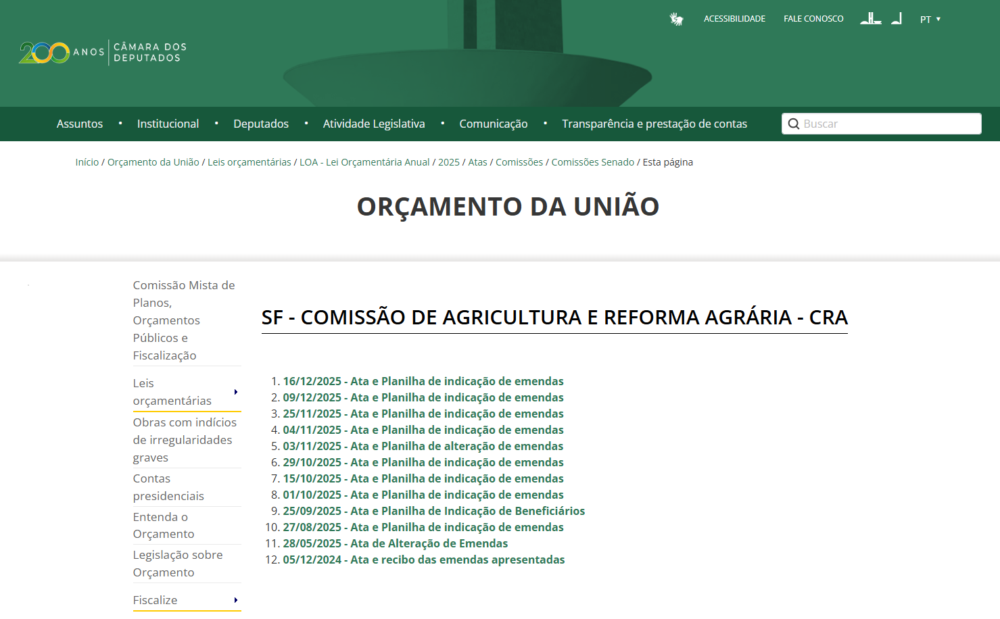 ACESSIBILIDADE FALE CONOSCO PT
200 ANOS CÂMARA DOS
DEPUTADOS
Assuntos • Institucional • Deputados • Atividade Legislativa • Comunicação • Transparência e prestação de contas Buscar
Início / Orçamento da União / Leis orçamentárias / LOA - Lei Orçamentária Anual / 2025 / Atas / Comissões / Comissões Senado / Esta página
ORÇAMENTO DA UNIÃO
Comissão Mista de
Planos,
Orçamentos
Públicos e
Fiscalização
Leis
orçamentárias
Obras com indícios
de irregularidades
graves
Contas
presidenciais
Entenda o
Orçamento
Legislação sobre
Orçamento
Fiscalize
SF - COMISSÃO DE AGRICULTURA E REFORMA AGRÁRIA - CRA
1. 16/12/2025 - Ata e Planilha de indicação de emendas
2. 09/12/2025 - Ata e Planilha de indicação de emendas
3. 25/11/2025 - Ata e Planilha de indicação de emendas
4. 04/11/2025 - Ata e Planilha de indicação de emendas
5. 03/11/2025 - Ata e Planilha de alteração de emendas
6. 29/10/2025 - Ata e Planilha de indicação de emendas
7. 15/10/2025 - Ata e Planilha de indicação de emendas
8. 01/10/2025 - Ata e Planilha de indicação de emendas
9. 25/09/2025 - Ata e Planilha de Indicação de Beneficiários
10. 27/08/2025 - Ata e Planilha de indicação de emendas
11. 28/05/2025 - Ata de Alteração de Emendas
12. 05/12/2024 - Ata e recibo das emendas apresentadas